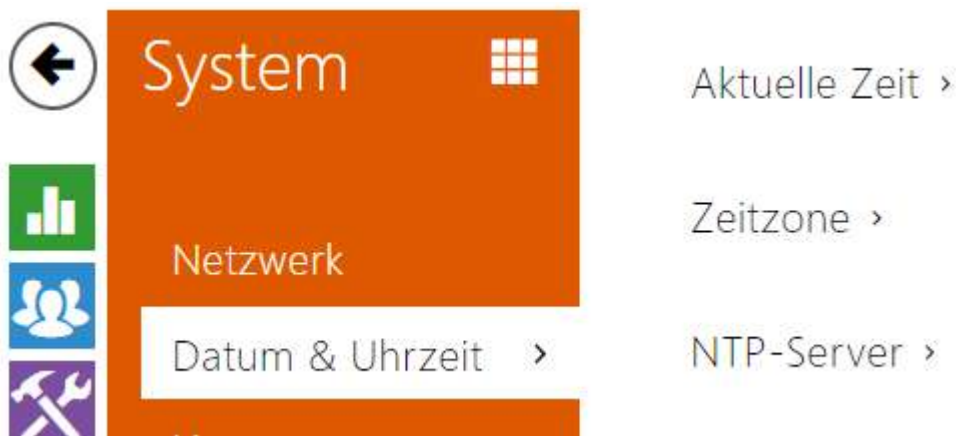 System
Netzwerk
Datum & Uhrzeit
Aktuelle Zeit
Zeitzone
NTP-Server